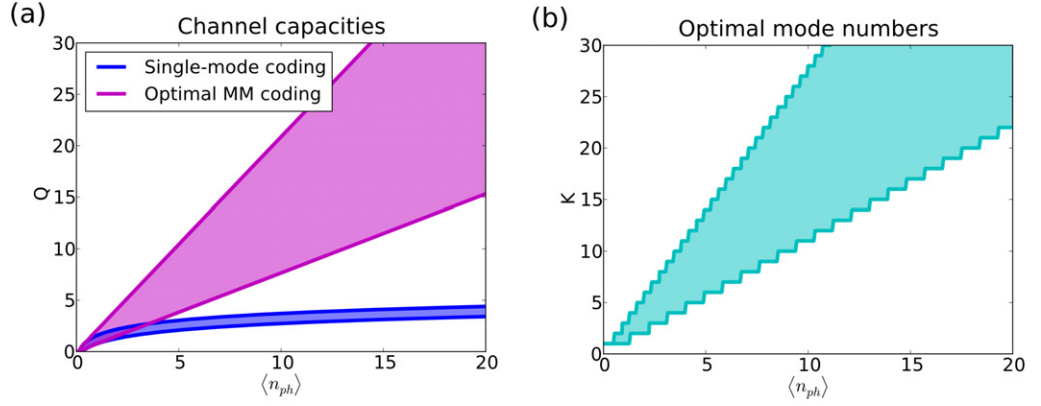 (a)
Channel capacities
30
25
20
15
10
5
0
Q
Single-mode coding
Optimal MM coding
0
5
10
15
20
⟨n_ph⟩
(b)
Optimal mode numbers
30
25
20
15
10
5
0
K
0
5
10
15
20
⟨n_ph⟩